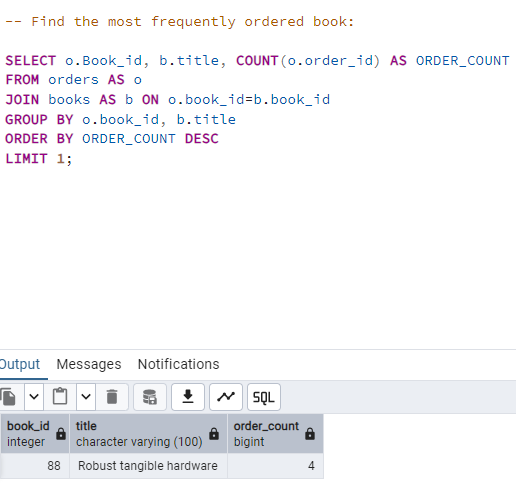 -- Find the most frequently ordered book:
SELECT o.Book_id, b.title, COUNT(o.order_id) AS ORDER_COUNT
FROM orders AS o
JOIN books AS b ON o.book_id=b.book_id
GROUP BY o.book_id, b.title
ORDER BY ORDER_COUNT DESC
LIMIT 1;
Output Messages Notifications
SQL
book_id title order_count
integer character varying (100) bigint
88 Robust tangible hardware 4